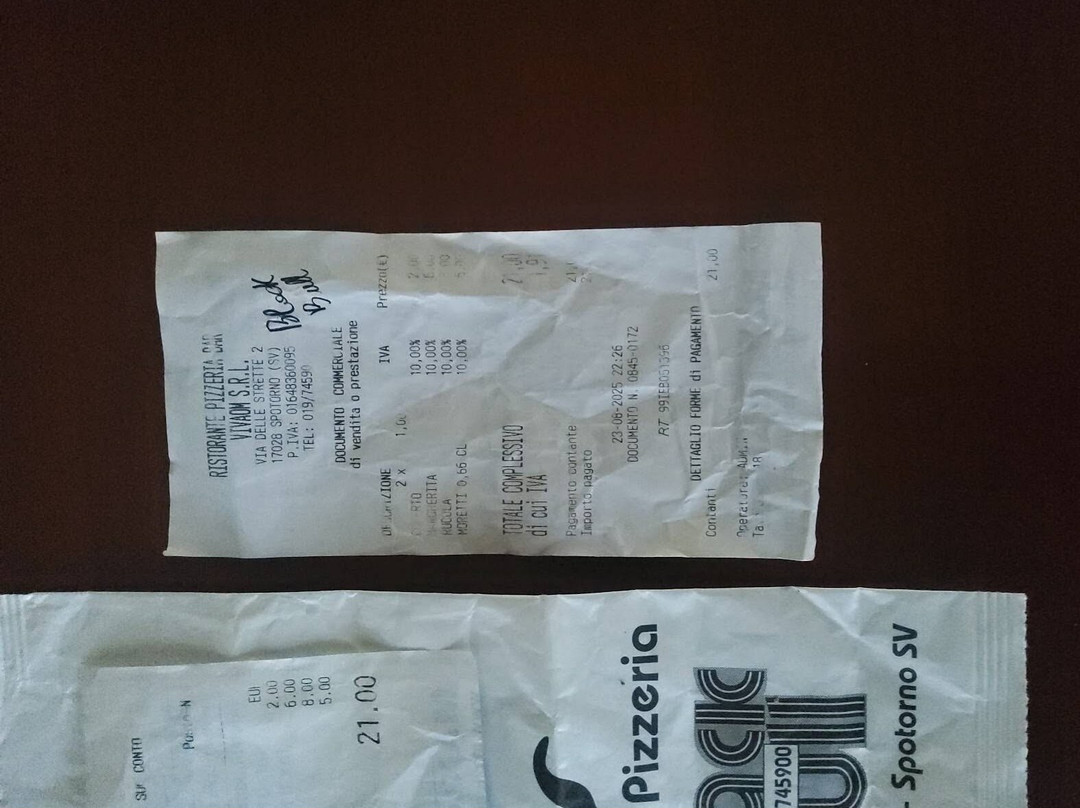 RISTORANTE PIZZERIA BAR
VIVAOM S.R.L.
VIA DELLE STRETTE 2
17028 SPOTORNO (SV)
P.IVA: 01648360095
TEL: 019/74590
Black
Bull
DOCUMENTO COMMERCIALE
di vendita o prestazione
IVA Prezzo(€)
2 x 1,00
10,00% 2,00
10,00%
RUCOLA 10,00%
MORETTI 0,66 CL 10,00%
TOTALE COMPLESSIVO 21,00
di cui IVA 1,91
Pagamento contante
Importo pagato
23-08-2025 22:26
DOCUMENTO N. 0845-0172
RT
DETTAGLIO FORME di PAGAMENTO
Contanti 21,00
CONTO
2.00
6.00
8.00
5.00
21.00
Pizzeria
745900
Spotorno SV